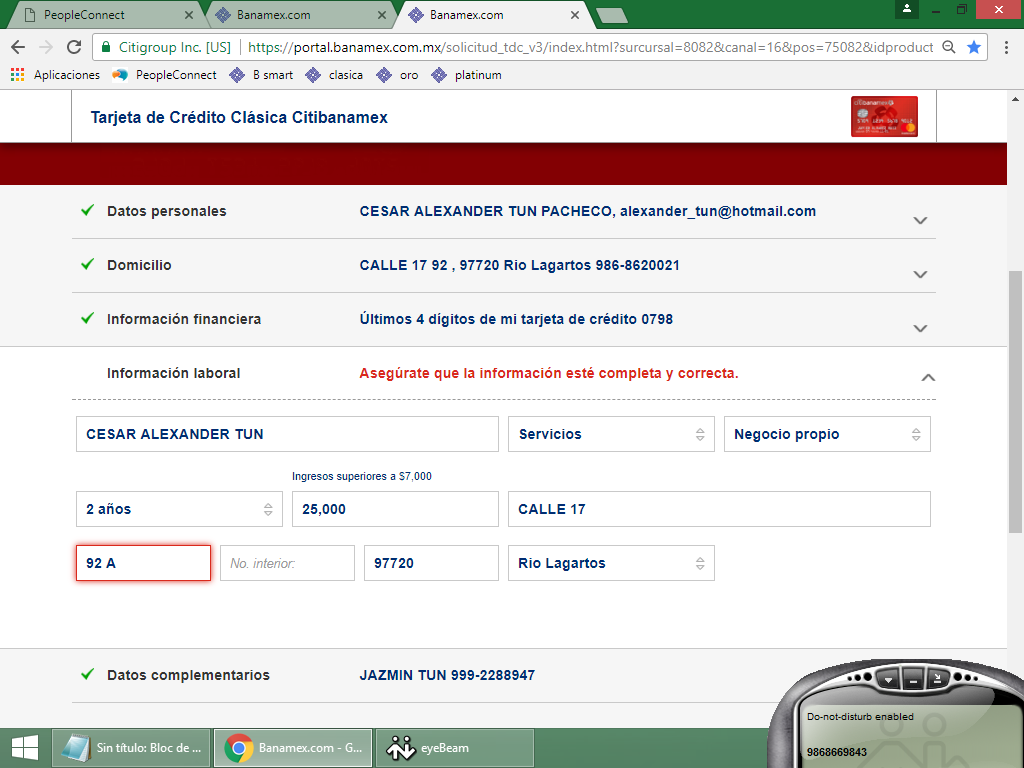 PeopleConnect
Banamex.com
Banamex.com
Citigroup Inc. [US]
https://portal.banamex.com.mx/solicitud_tdc_v3/index.html?sursucal=8082&canal=16&pos=75082&idproduct
Aplicaciones
PeopleConnect
B smart
clasica
oro
platinum
Tarjeta de Crédito Clásica Citibanamex
Datos personales
CESAR ALEXANDER TUN PACHECO, alexander_tun@hotmail.com
Domicilio
CALLE 17 92 , 97720 Rio Lagartos 986-8620021
Información financiera
Últimos 4 dígitos de mi tarjeta de crédito 0798
Información laboral
Asegúrate que la información esté completa y correcta.
CESAR ALEXANDER TUN
Servicios
Negocio propio
Ingresos superiores a $7,000
2 años
25,000
CALLE 17
92 A
No. interior:
97720
Rio Lagartos
Datos complementarios
JAZMIN TUN 999-2288947
Do-not-disturb enabled
9868669843
Sin título: Bloc de ...
Banamex.com - G...
eyeBeam